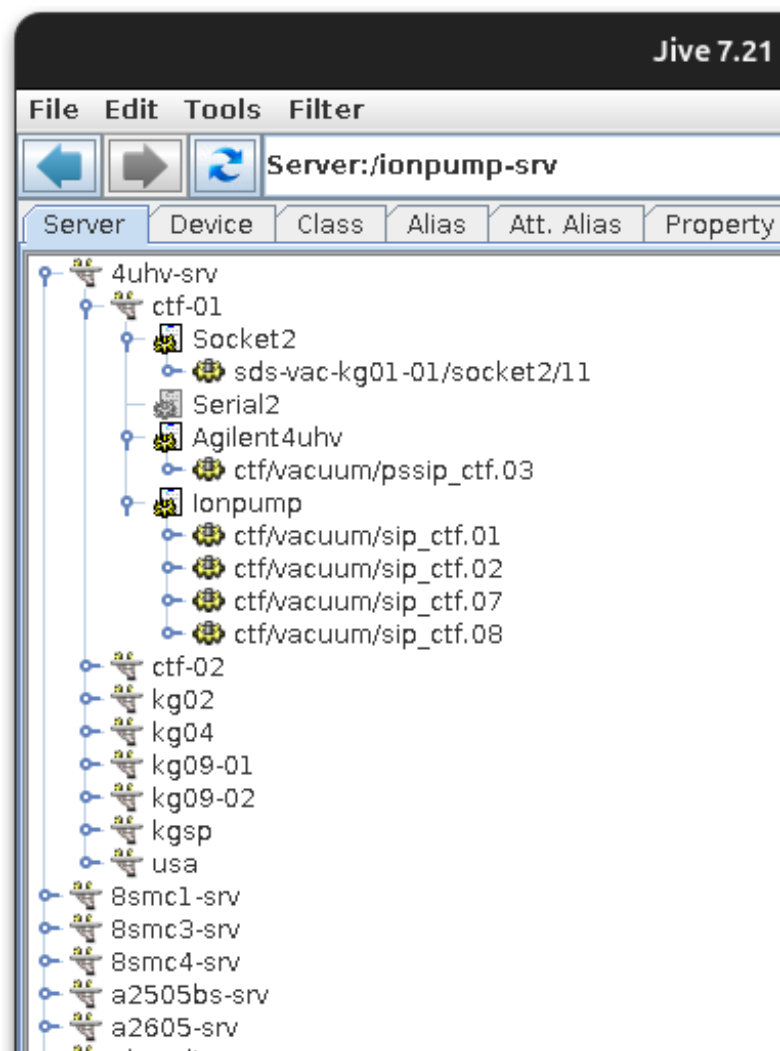 Jive 7.21
File Edit Tools Filter
Server:/ionpump-srv
Server Device Class Alias Att. Alias Property
4uhv-srv
ctf-01
Socket2
sds-vac-kg01-01/socket2/11
Serial2
Agilent4uhv
ctf/vacuum/pssip_ctf.03
Ionpump
ctf/vacuum/sip_ctf.01
ctf/vacuum/sip_ctf.02
ctf/vacuum/sip_ctf.07
ctf/vacuum/sip_ctf.08
ctf-02
kg02
kg04
kg09-01
kg09-02
kgsp
usa
8smc1-srv
8smc3-srv
8smc4-srv
a2505bs-srv
a2605-srv